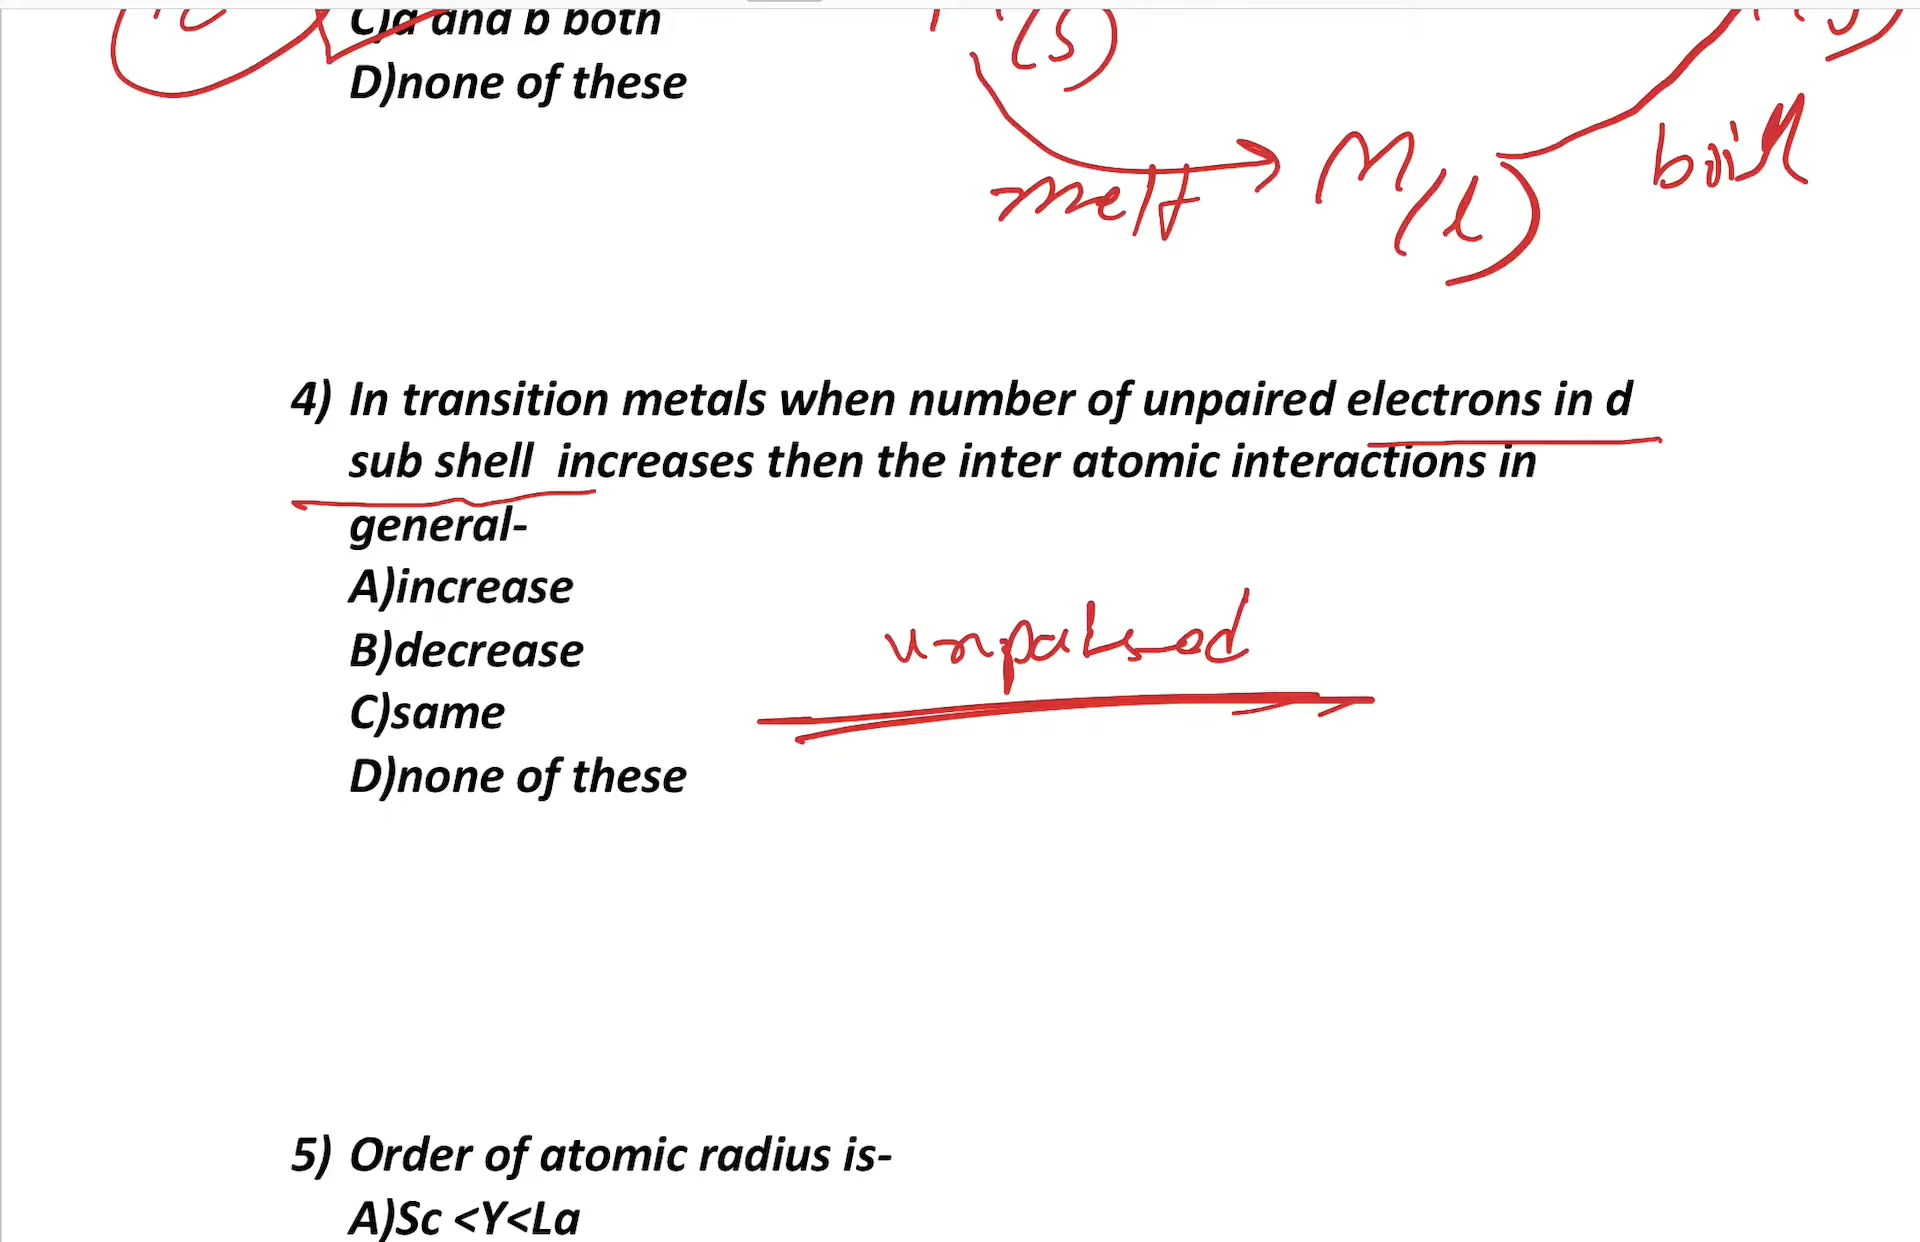 C)a and b both
(s)
D)none of these
melt
M(l)
boil
4) In transition metals when number of unpaired electrons in d
sub shell increases then the inter atomic interactions in
general-
A)increase
B)decrease
C)same
D)none of these
unpaired
5) Order of atomic radius is-
A)Sc <Y<La